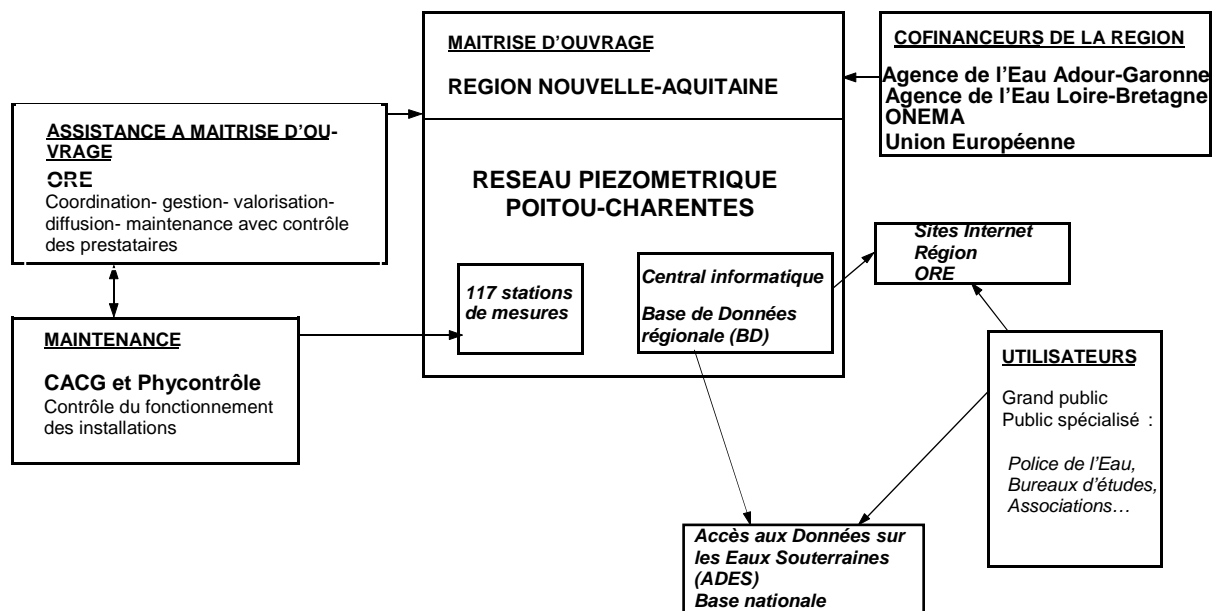 MAITRISE D'OUVRAGE
REGION NOUVELLE-AQUITAINE
COFINANCEURS DE LA REGION
Agence de l'Eau Adour-Garonne
Agence de l'Eau Loire-Bretagne
ONEMA
Union Européenne
ASSISTANCE A MAITRISE D'OU-
VRAGE
ORE
Coordination- gestion- valorisation-
diffusion- maintenance avec contrôle
des prestataires
RESEAU PIEZOMETRIQUE
POITOU-CHARENTES
117 stations
de mesures
Central informatique
Base de Données
régionale (BD)
Sites Internet
Région
ORE
MAINTENANCE
CACG et Phycontrôle
Contrôle du fonctionnement
des installations
UTILISATEURS
Grand public
Public spécialisé :
Police de l'Eau,
Bureaux d'études,
Associations…
Accès aux Données sur
les Eaux Souterraines
(ADES)
Base nationale